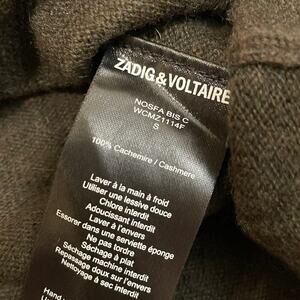 ZADIG&VOLTAIRE
NOSFA BIS C
WCMZ1114F
S
100% Cachemire / Cashmere
Laver à la main à froid
Utiliser une lessive douce
Chlore interdit
Adoucissant interdit
Laver à l'envers
Essorer dans une serviette éponge
Ne pas tordre
Séchage à plat
Séchage machine interdit
Repassage doux sur l'envers
Nettoyage à sec interdit